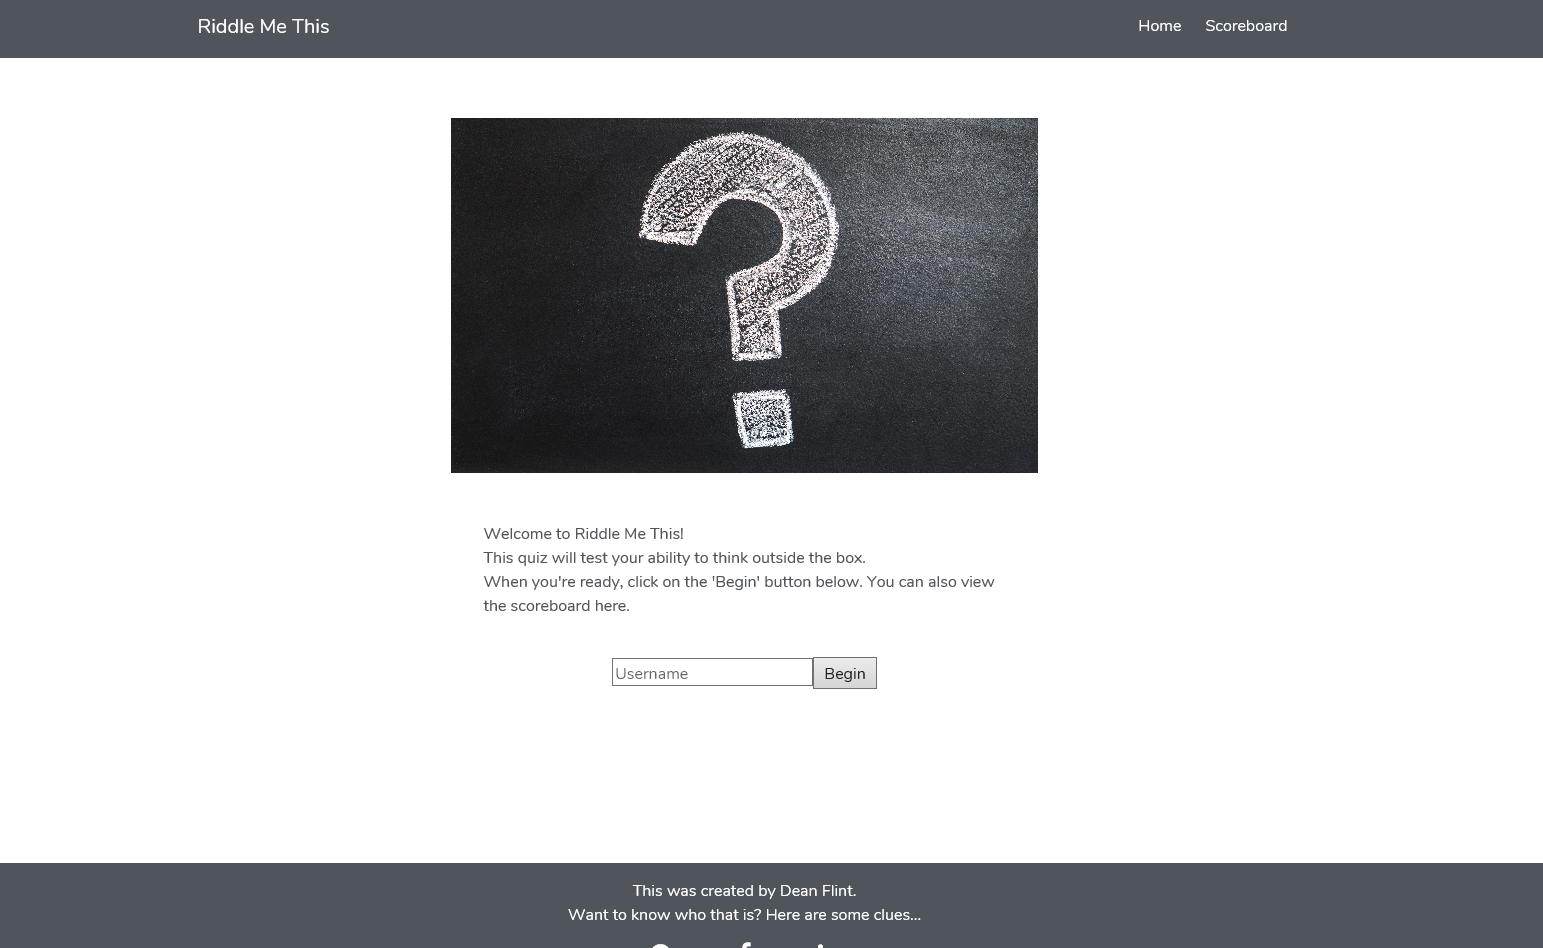 Riddle Me This
Home
Scoreboard
?
Welcome to Riddle Me This!
This quiz will test your ability to think outside the box.
When you're ready, click on the 'Begin' button below. You can also view
the scoreboard here.
Username
Begin
This was created by Dean Flint.
Want to know who that is? Here are some clues...